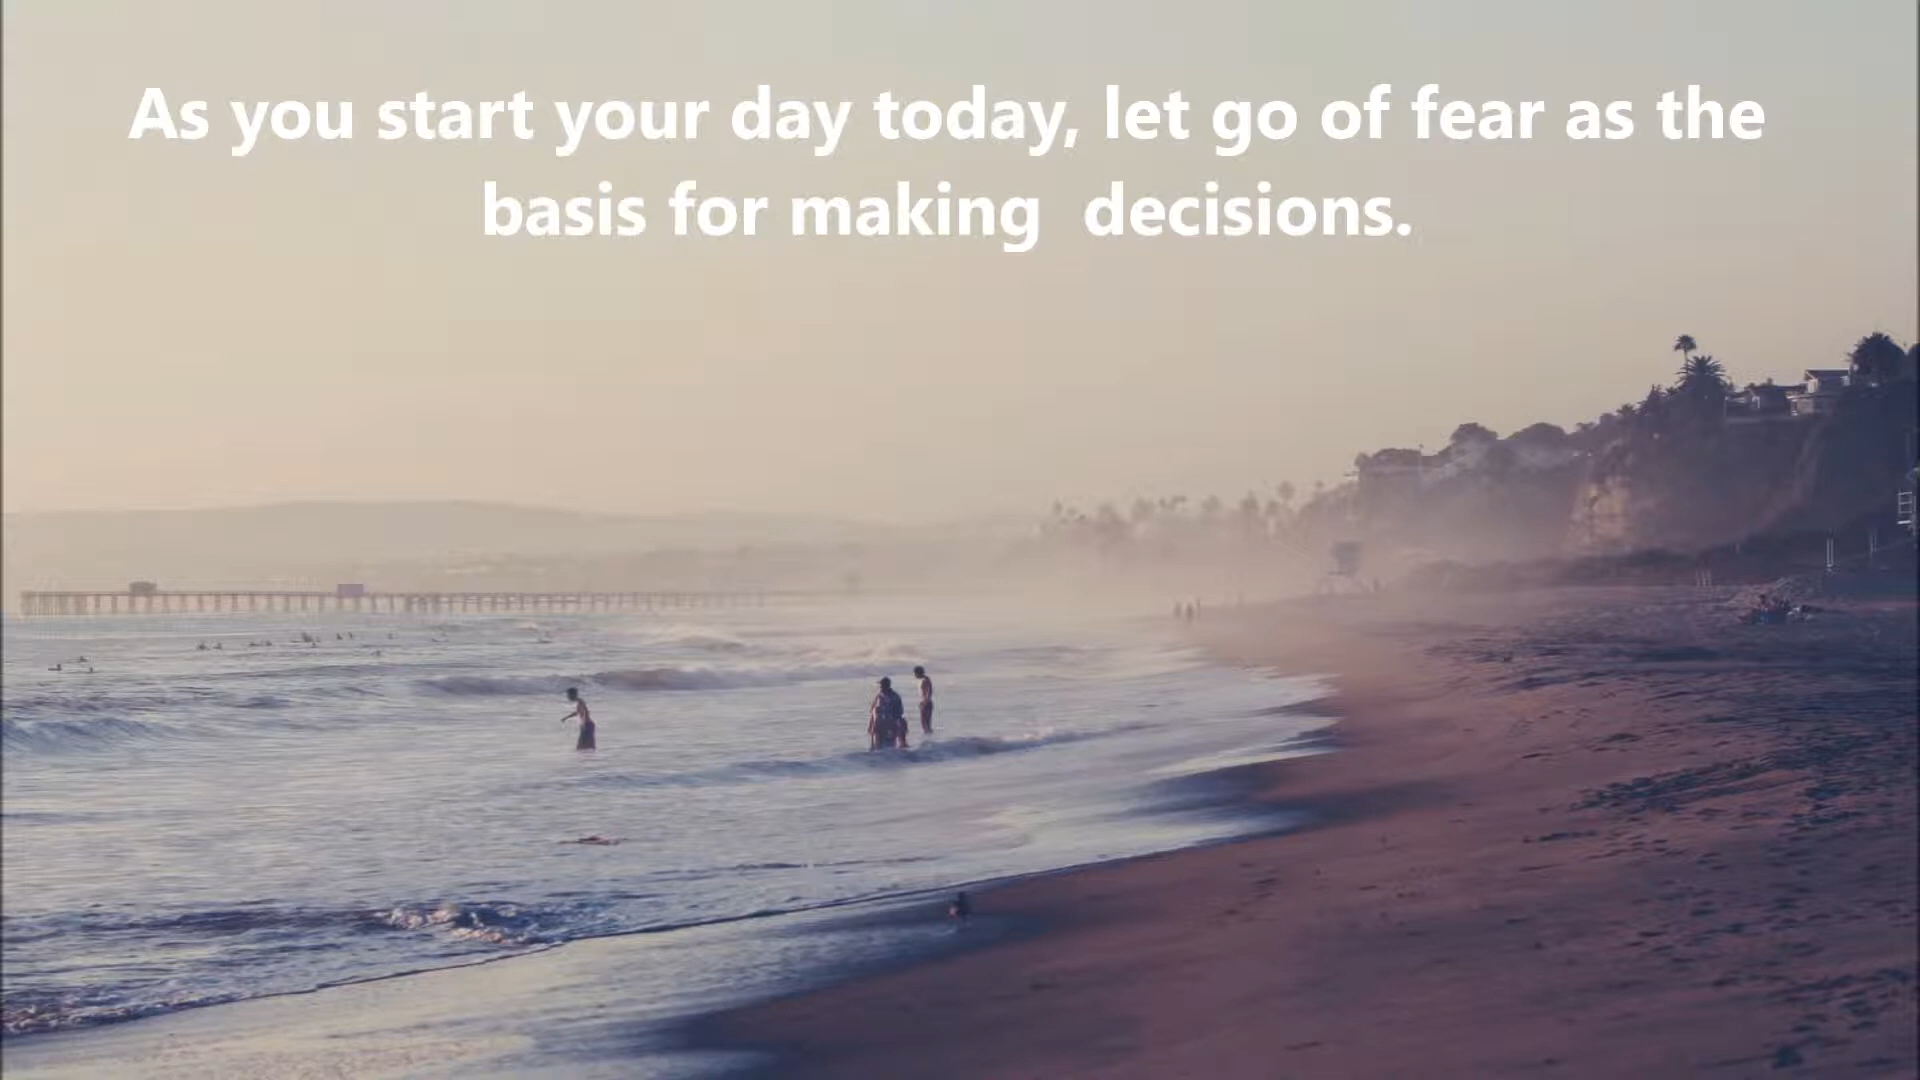 As you start your day today, let go of fear as the
basis for making  decisions.